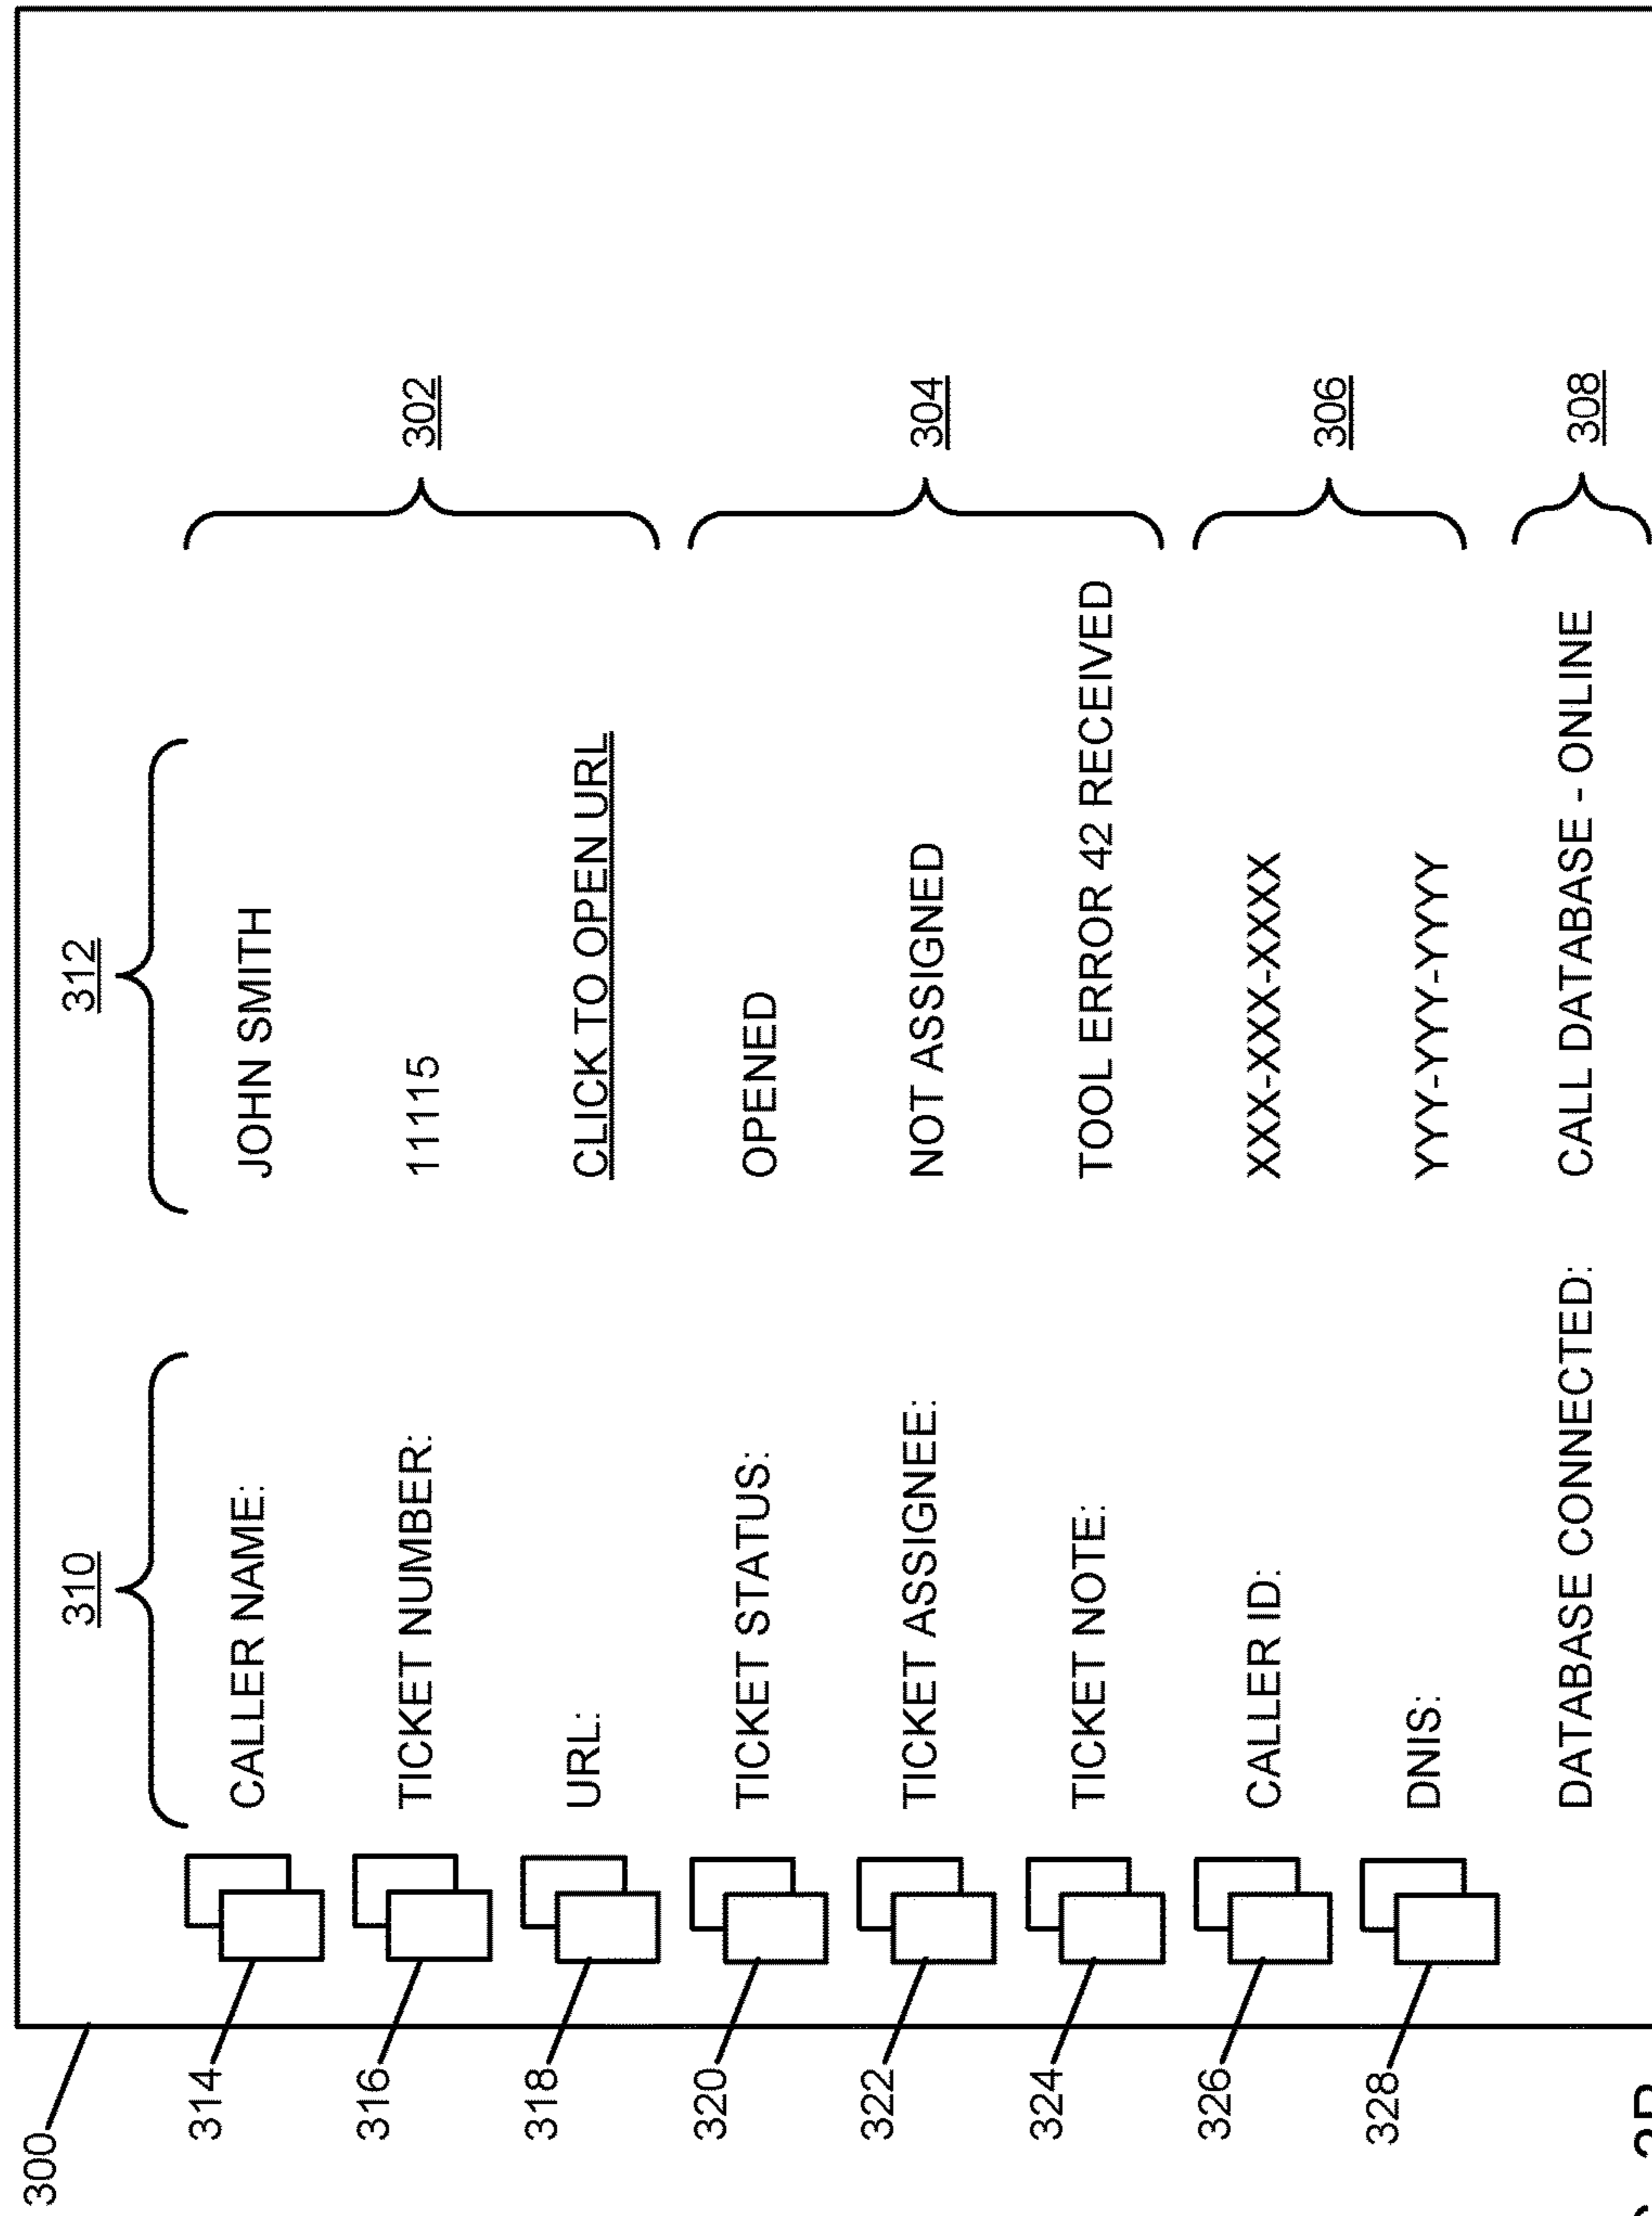 300
310
312
314
CALLER NAME:
JOHN SMITH
316
TICKET NUMBER:
11115
302
318
URL:
CLICK TO OPEN URL
320
TICKET STATUS:
OPENED
322
TICKET ASSIGNEE:
NOT ASSIGNED
304
324
TICKET NOTE:
TOOL ERROR 42 RECEIVED
326
CALLER ID:
XXX-XXX-XXXX
306
328
DNIS:
YYY-YYY-YYYY
DATABASE CONNECTED:
CALL DATABASE - ONLINE
308